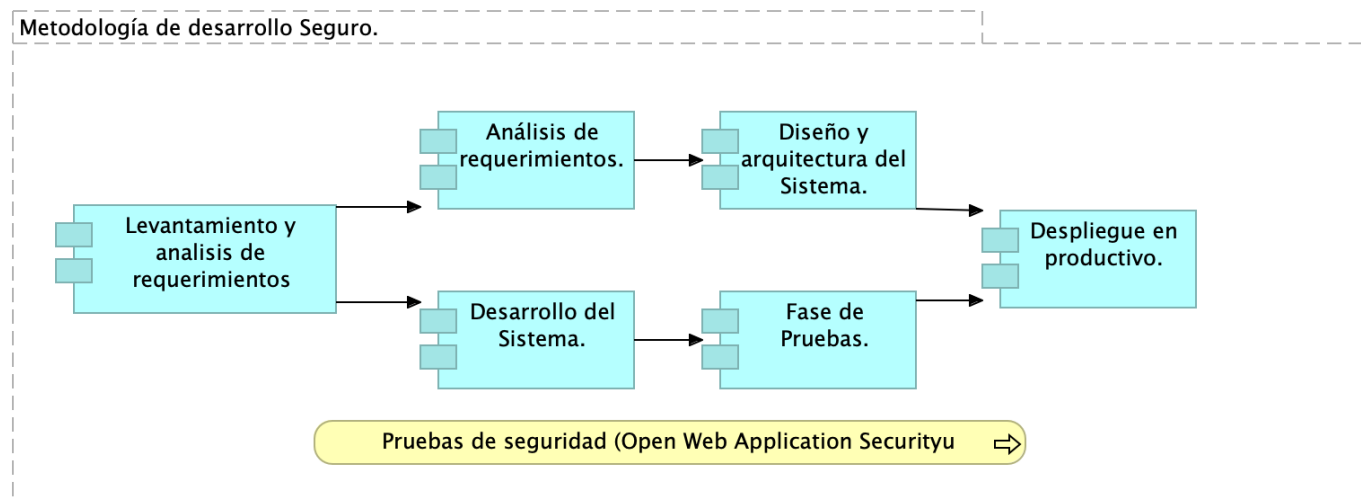 Metodología de desarrollo Seguro.
Levantamiento y
analisis de
requerimientos
Análisis de
requerimientos.
Diseño y
arquitectura del
Sistema.
Desarrollo del
Sistema.
Fase de
Pruebas.
Despliegue en
productivo.
Pruebas de seguridad (Open Web Application Securityu